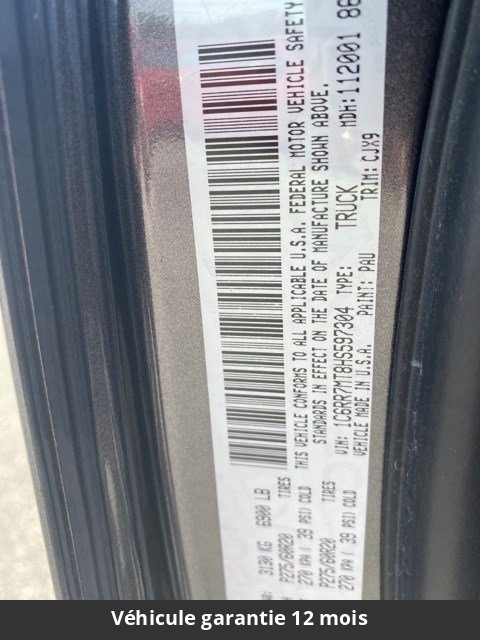 3130 KG 6900 LB
P275/60R20 TIRES
270 KPA( 39 PSI) COLD
P275/60R20 TIRES
270 KPA( 39 PSI) COLD
THIS VEHICLE CONFORMS TO ALL APPLICABLE U.S.A. FEDERAL MOTOR VEHICLE SAFETY
STANDARDS IN EFFECT ON THE DATE OF MANUFACTURE SHOWN ABOVE.
VIN: 1C6RR7MT8HS597304 TYPE: TRUCK MDH:112001 86
VEHICLE MADE IN U.S.A. PAINT: PAU TRIM: CJX9
Véhicule garantie 12 mois